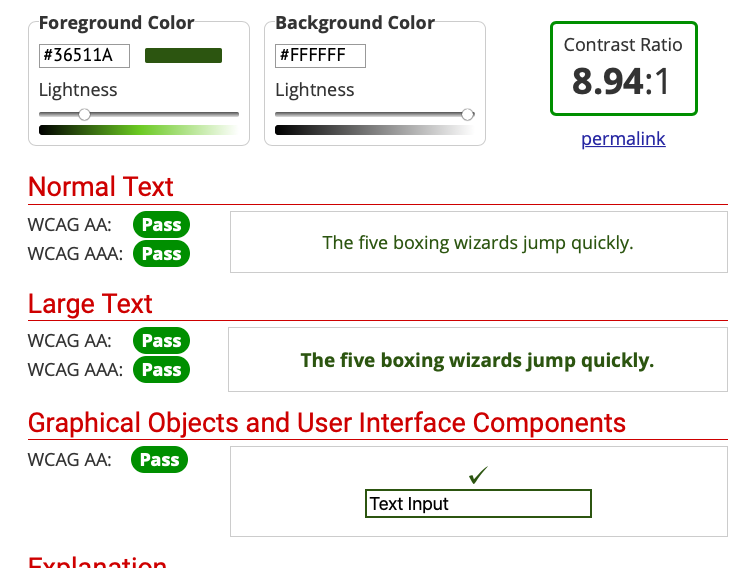 Foreground Color
#36511A
Lightness
Background Color
#FFFFFF
Lightness
Contrast Ratio
8.94:1
permalink
Normal Text
WCAG AA: Pass
WCAG AAA: Pass
The five boxing wizards jump quickly.
Large Text
WCAG AA: Pass
WCAG AAA: Pass
The five boxing wizards jump quickly.
Graphical Objects and User Interface Components
WCAG AA: Pass
✓
Text Input
Explanation